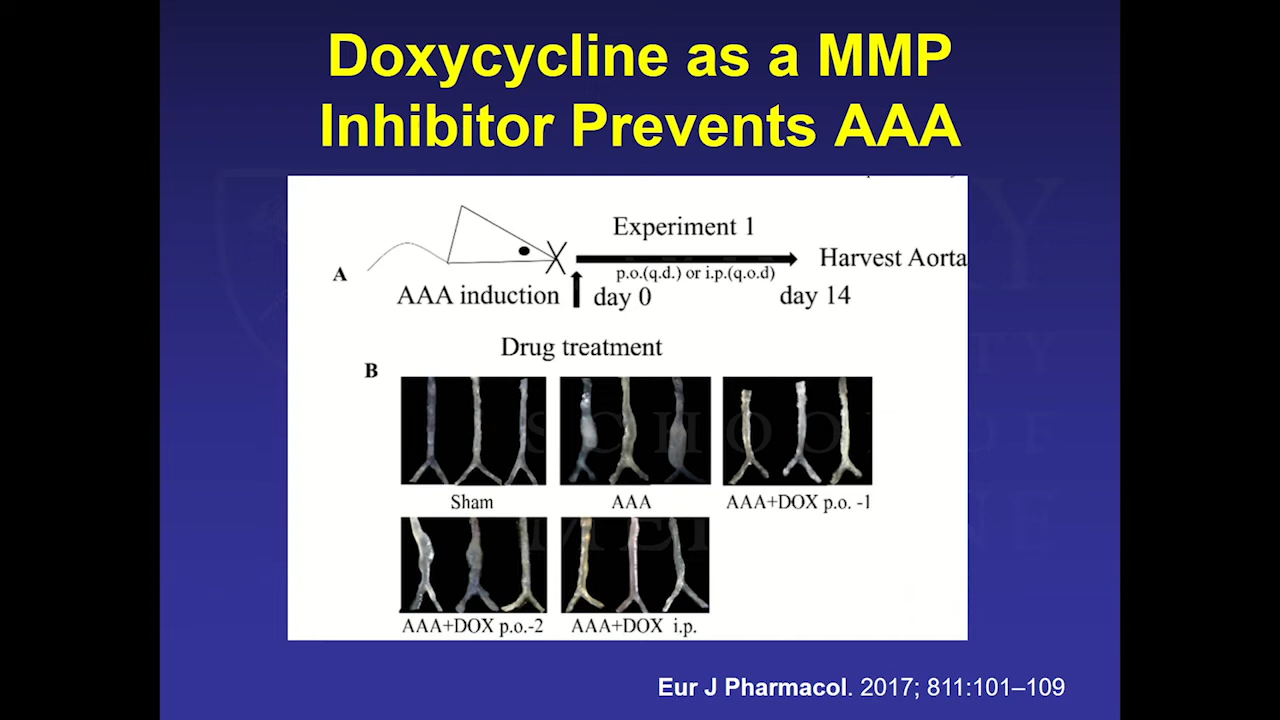 Doxycycline as a MMP
Inhibitor Prevents AAA
Experiment 1
A
p.o.(q.d.) or i.p.(q.o.d)
Harvest Aorta
AAA induction
day 0
day 14
Drug treatment
B
Sham
AAA
AAA+DOX p.o. -1
AAA+DOX p.o.-2
AAA+DOX i.p.
Eur J Pharmacol. 2017; 811:101–109